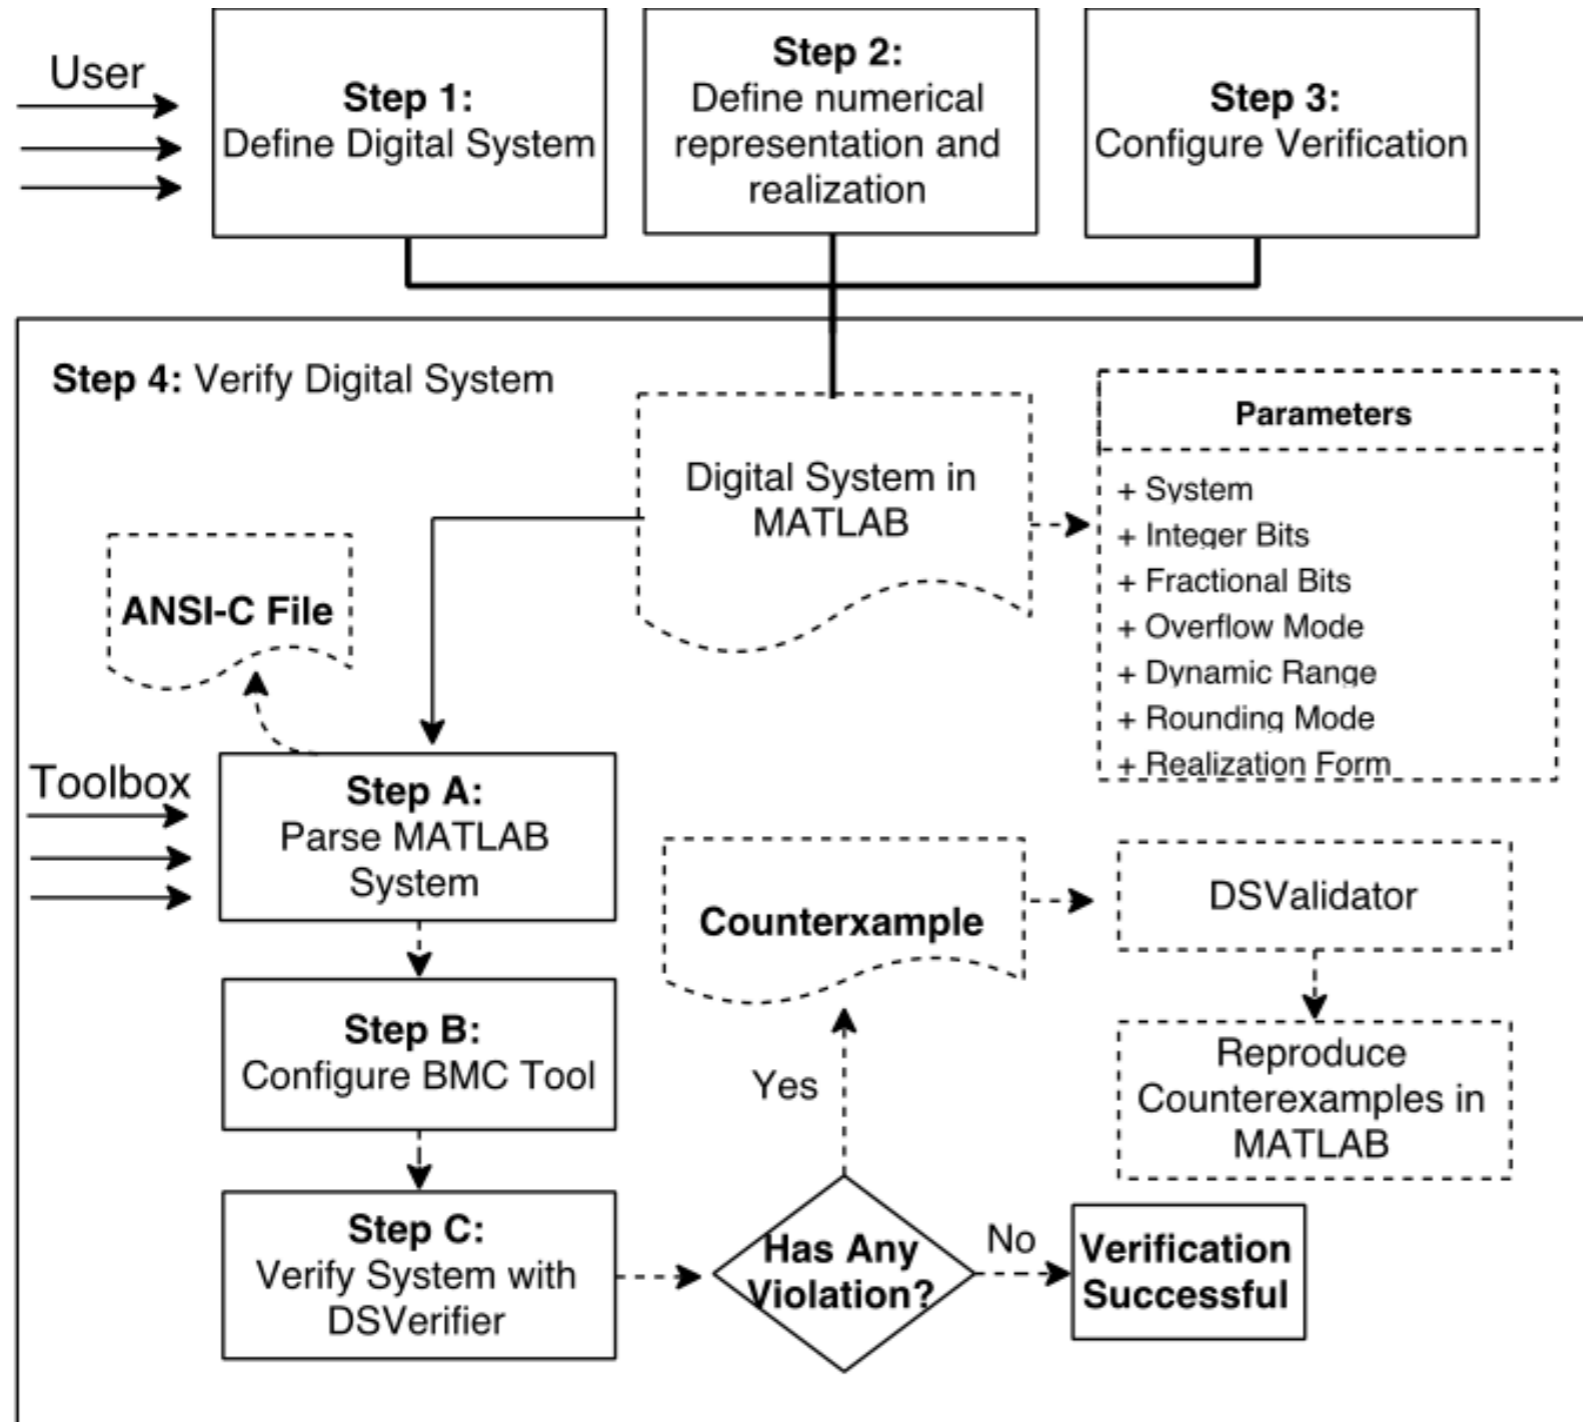 User
Step 1:
Define Digital System
Step 2:
Define numerical
representation and
realization
Step 3:
Configure Verification
Step 4: Verify Digital System
Digital System in
MATLAB
Parameters
+ System
+ Integer Bits
+ Fractional Bits
+ Overflow Mode
+ Dynamic Range
+ Rounding Mode
+ Realization Form
ANSI-C File
Toolbox
Step A:
Parse MATLAB
System
Step B:
Configure BMC Tool
Step C:
Verify System with
DSVerifier
Has Any
Violation?
Yes
No
Counterxample
DSValidator
Reproduce
Counterexamples in
MATLAB
Verification
Successful